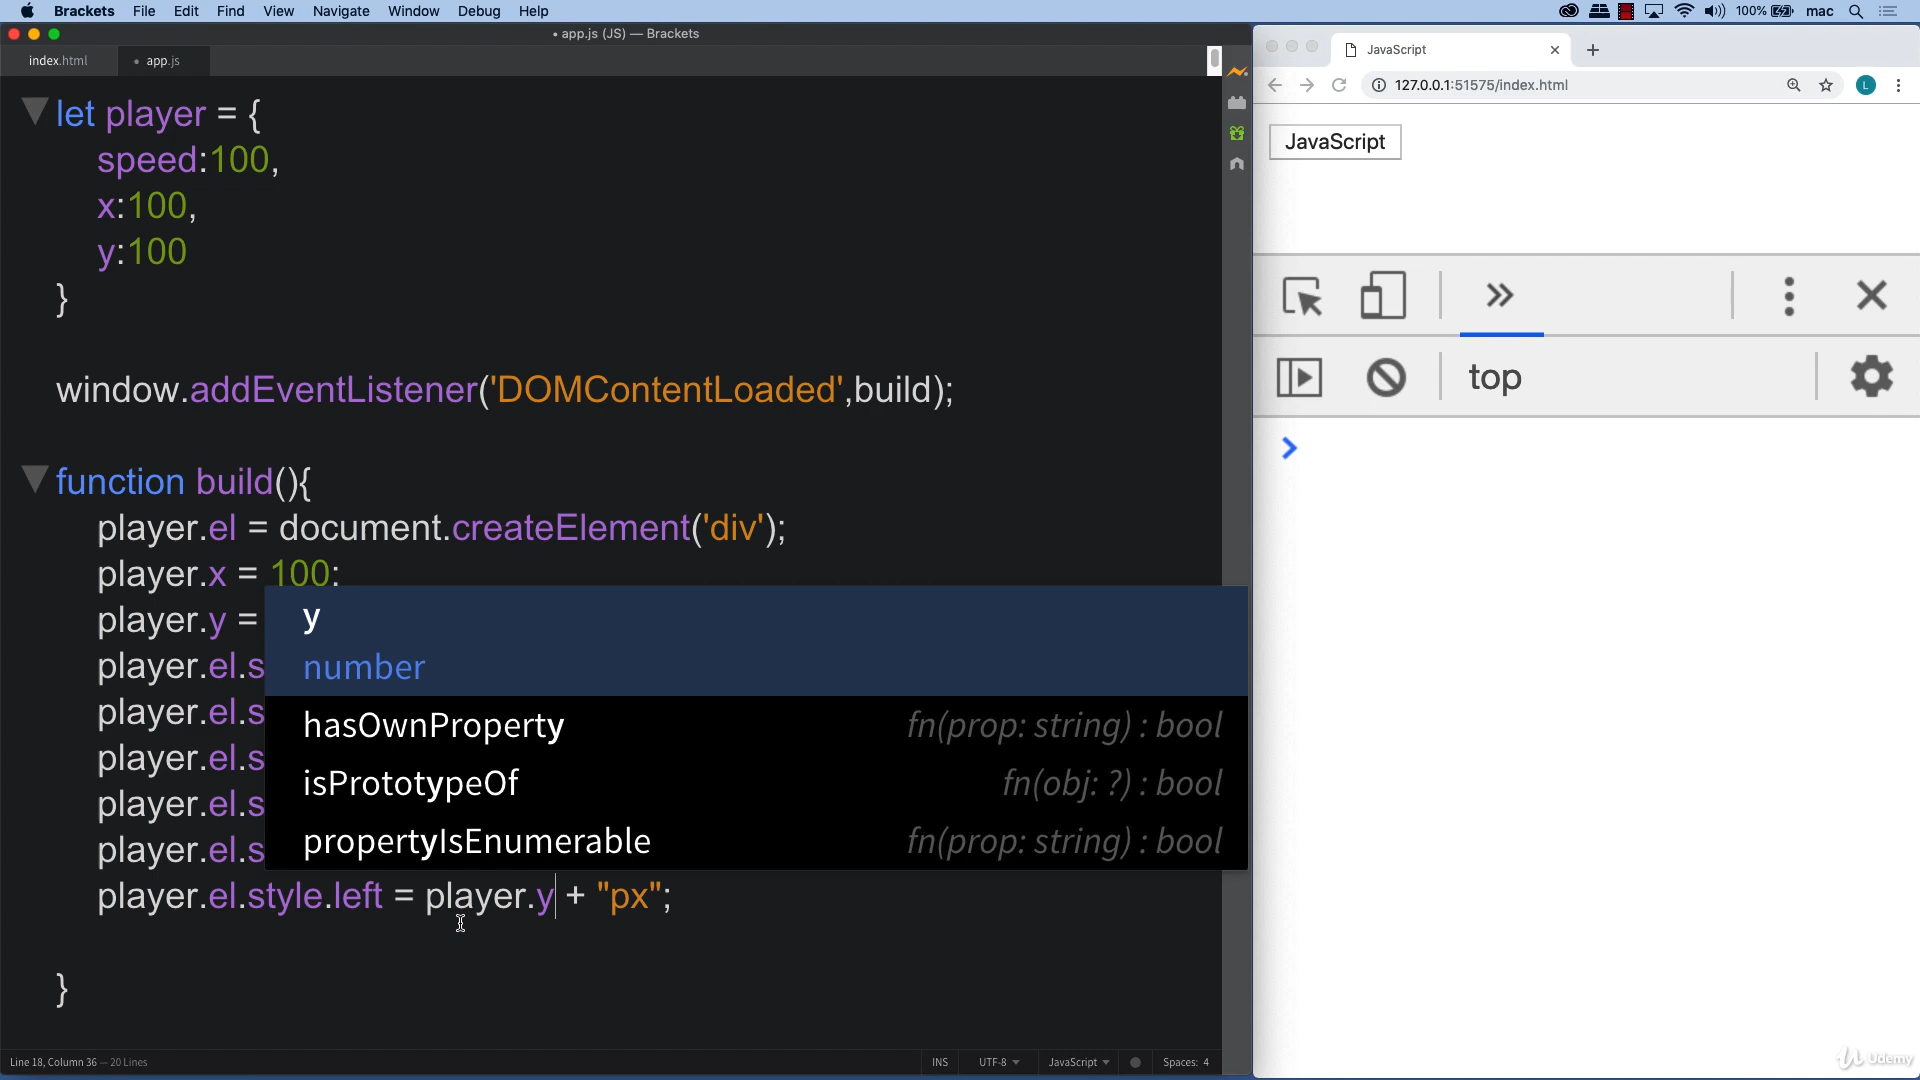 Brackets File Edit Find View Navigate Window Debug Help 100% mac
• app.js (JS) — Brackets
index.html • app.js
JavaScript
127.0.0.1:51575/index.html L
JavaScript
top
let player = {
speed:100,
x:100,
y:100
}
window.addEventListener('DOMContentLoaded',build);
function build(){
player.el = document.createElement('div');
player.x = 100;
player.y =
player.el.s
player.el.s
player.el.s
player.el.s
player.el.s
y
number
hasOwnProperty fn(prop: string) : bool
isPrototypeOf fn(obj: ?) : bool
propertyIsEnumerable fn(prop: string) : bool
player.el.style.left = player.y + "px";
}
Line 18, Column 36 — 20 Lines INS UTF-8 JavaScript Spaces: 4
Udemy